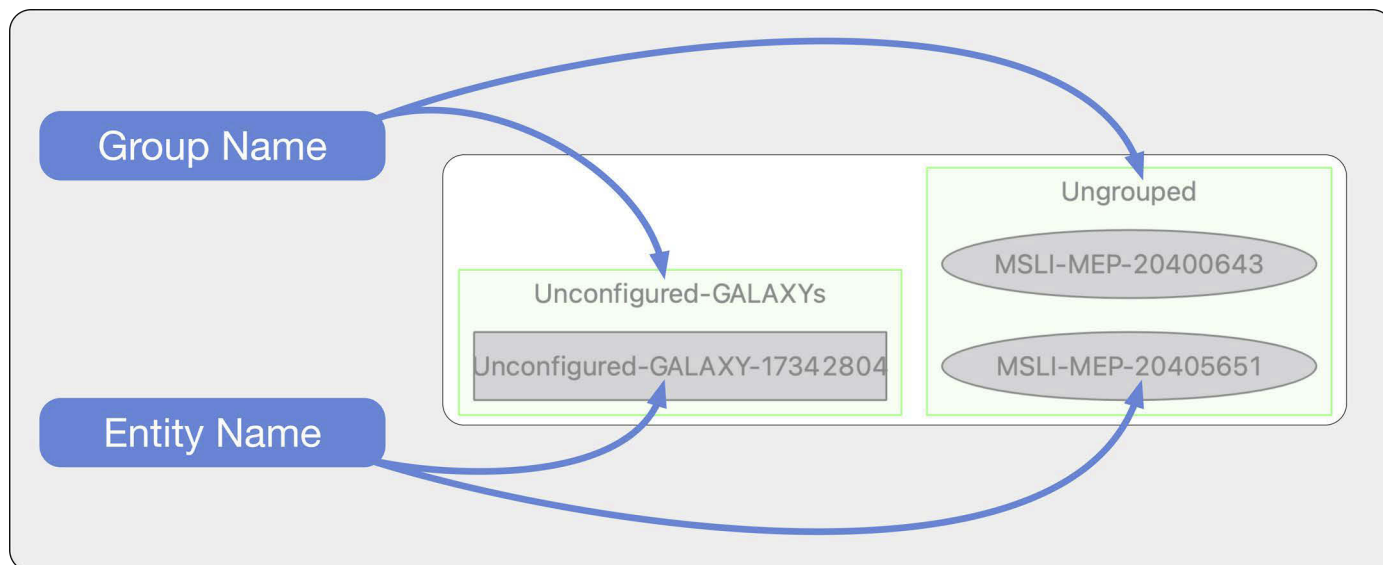 Group Name
Ungrouped
MSLI-MEP-20400643
Unconfigured-GALAXYs
Unconfigured-GALAXY-17342804
MSLI-MEP-20405651
Entity Name